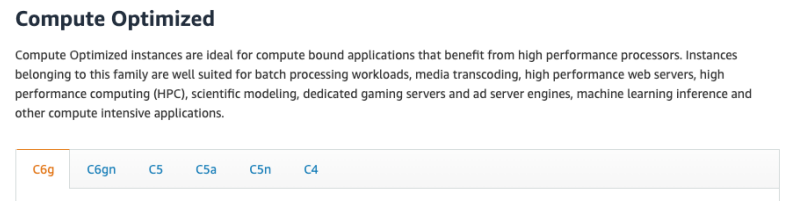 Compute Optimized
Compute Optimized instances are ideal for compute bound applications that benefit from high performance processors. Instances
belonging to this family are well suited for batch processing workloads, media transcoding, high performance web servers, high
performance computing (HPC), scientific modeling, dedicated gaming servers and ad server engines, machine learning inference and
other compute intensive applications.
C6g C6gn C5 C5a C5n C4